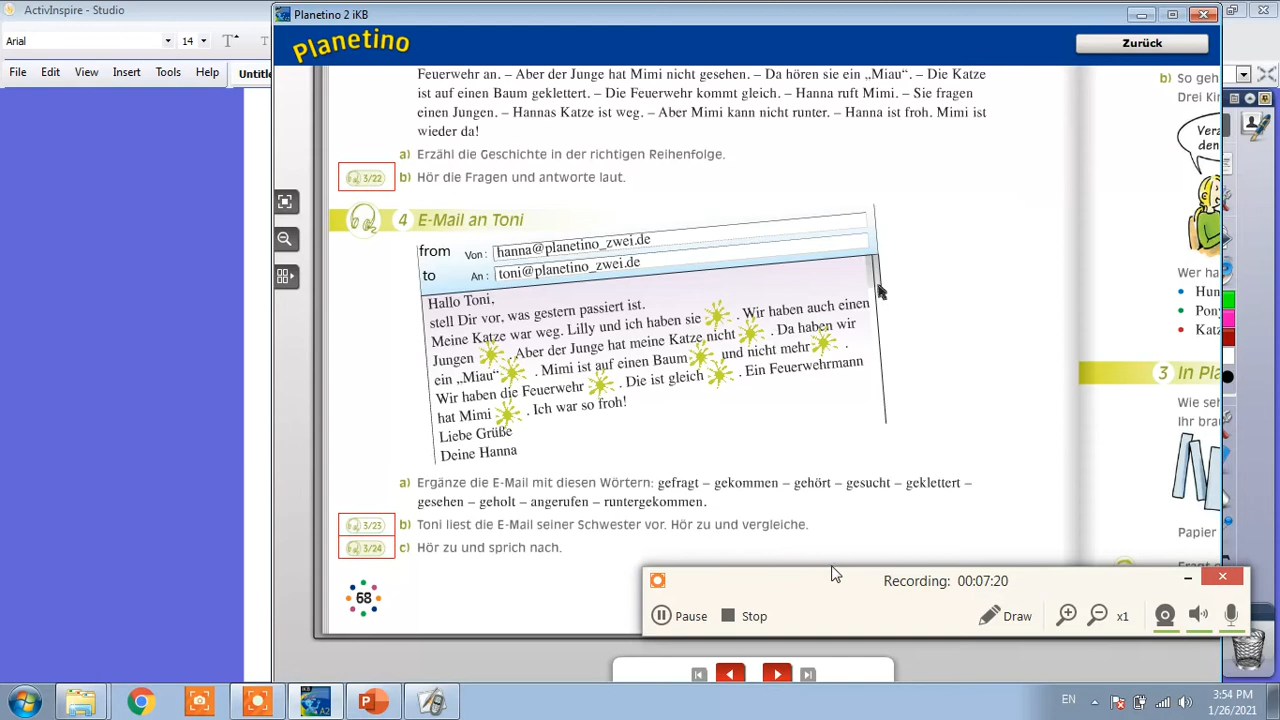 ActivInspire - Studio
Arial
14
File Edit View Insert Tools Help Untitle
Planetino 2 iKB
Planetino
Zurück
Feuerwehr an. – Aber der Junge hat Mimi nicht gesehen. – Da hören sie ein „Miau“. – Die Katze
ist auf einen Baum geklettert. – Die Feuerwehr kommt gleich. – Hanna ruft Mimi. – Sie fragen
einen Jungen. – Hannas Katze ist weg. – Aber Mimi kann nicht runter. – Hanna ist froh. Mimi ist
wieder da!
a) Erzähl die Geschichte in der richtigen Reihenfolge.
3/22 b) Hör die Fragen und antworte laut.
4 E-Mail an Toni
from Von: hanna@planetino_zwei.de
to An: toni@planetino_zwei.de
Hallo Toni,
stell Dir vor, was gestern passiert ist.
Meine Katze war weg. Lilly und ich haben sie . Wir haben auch einen
Jungen . Aber der Junge hat meine Katze nicht . Da haben wir
ein „Miau“ . Mimi ist auf einen Baum und nicht mehr .
Wir haben die Feuerwehr . Die ist gleich . Ein Feuerwehrmann
hat Mimi . Ich war so froh!
Liebe Grüße
Deine Hanna
a) Ergänze die E-Mail mit diesen Wörtern: gefragt – gekommen – gehört – gesucht – geklettert –
gesehen – geholt – angerufen – runtergekommen.
3/23 b) Toni liest die E-Mail seiner Schwester vor. Hör zu und vergleiche.
3/24 c) Hör zu und sprich nach.
68
b) So geh
Drei Kin
Vera
den
Wer ha
• Hun
• Pony
• Katz
3 In Pla
Wie seh
Ihr bra
Papier
Fragt
Recording: 00:07:20
Pause Stop Draw x1
EN
3:54 PM
1/26/2021